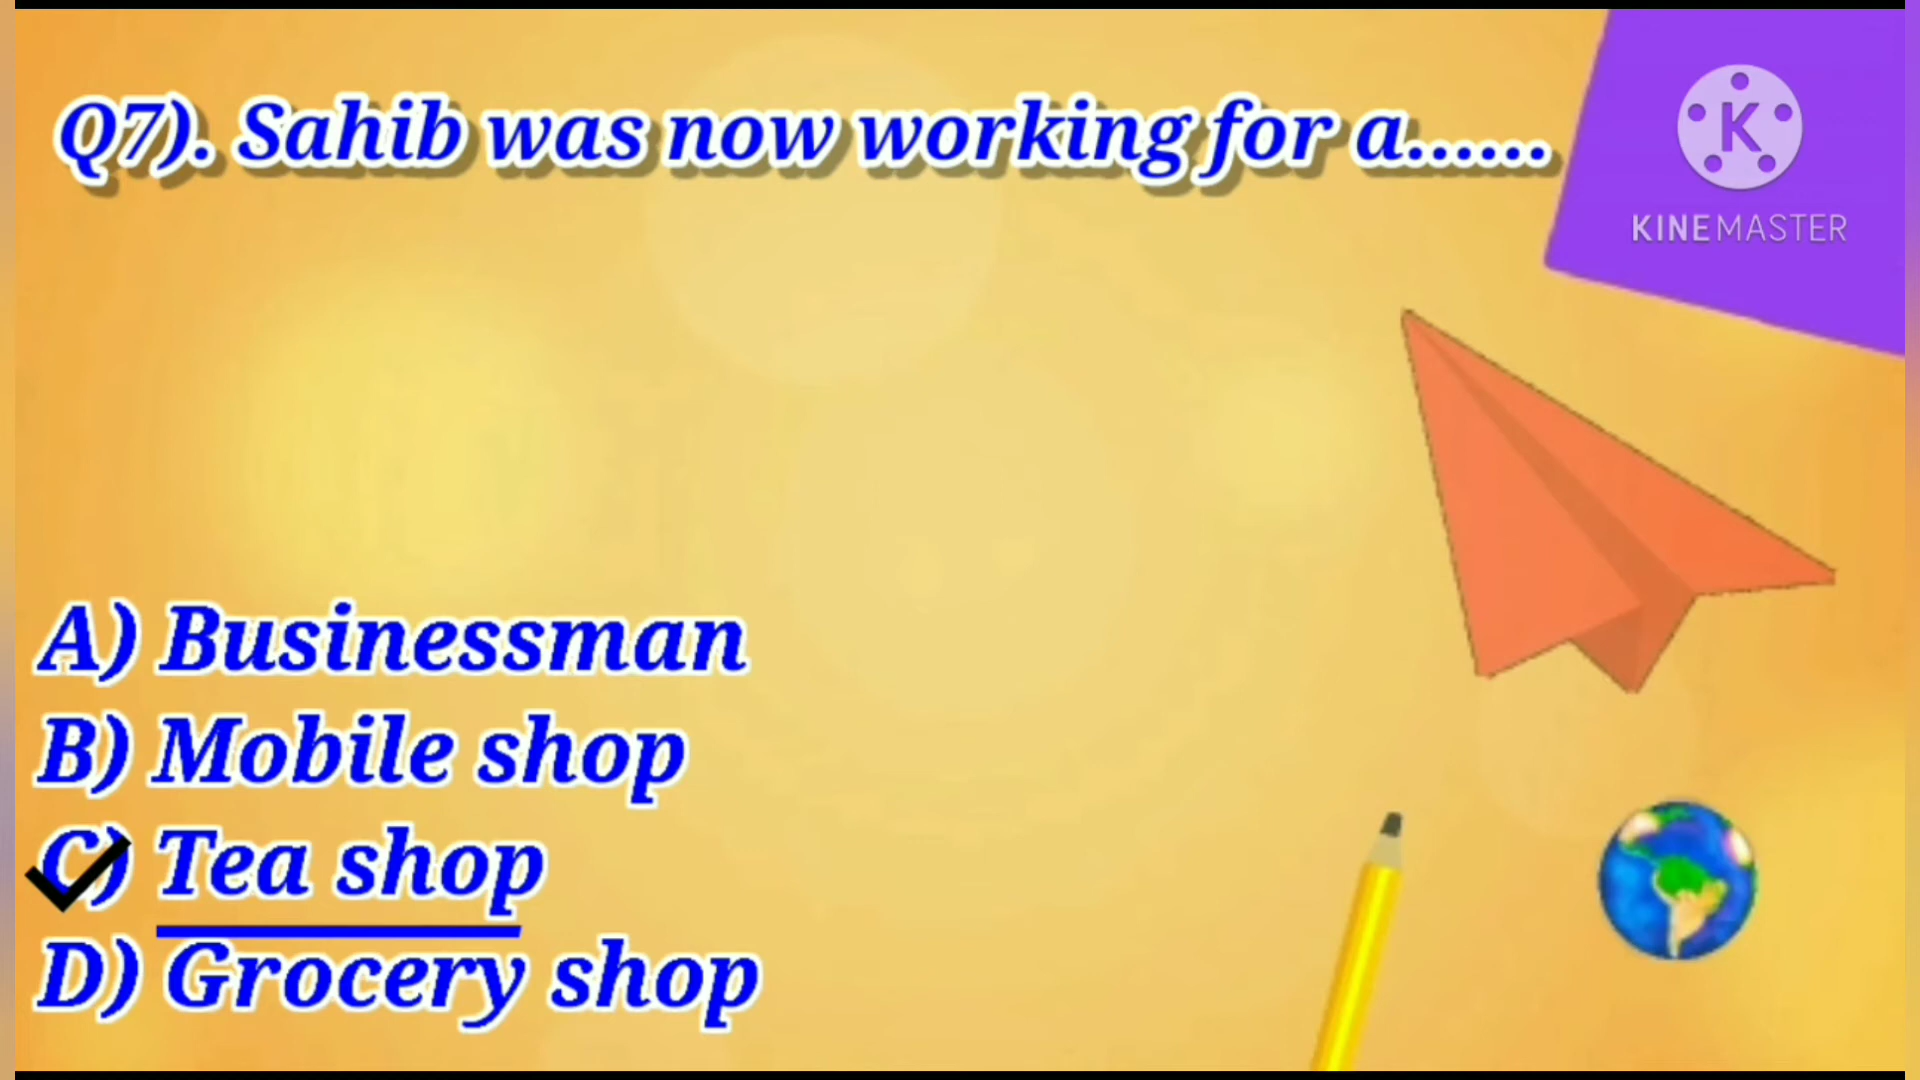 Q7). Sahib was now working for a......
K
KINEMASTER
A) Businessman
B) Mobile shop
C) Tea shop
D) Grocery shop